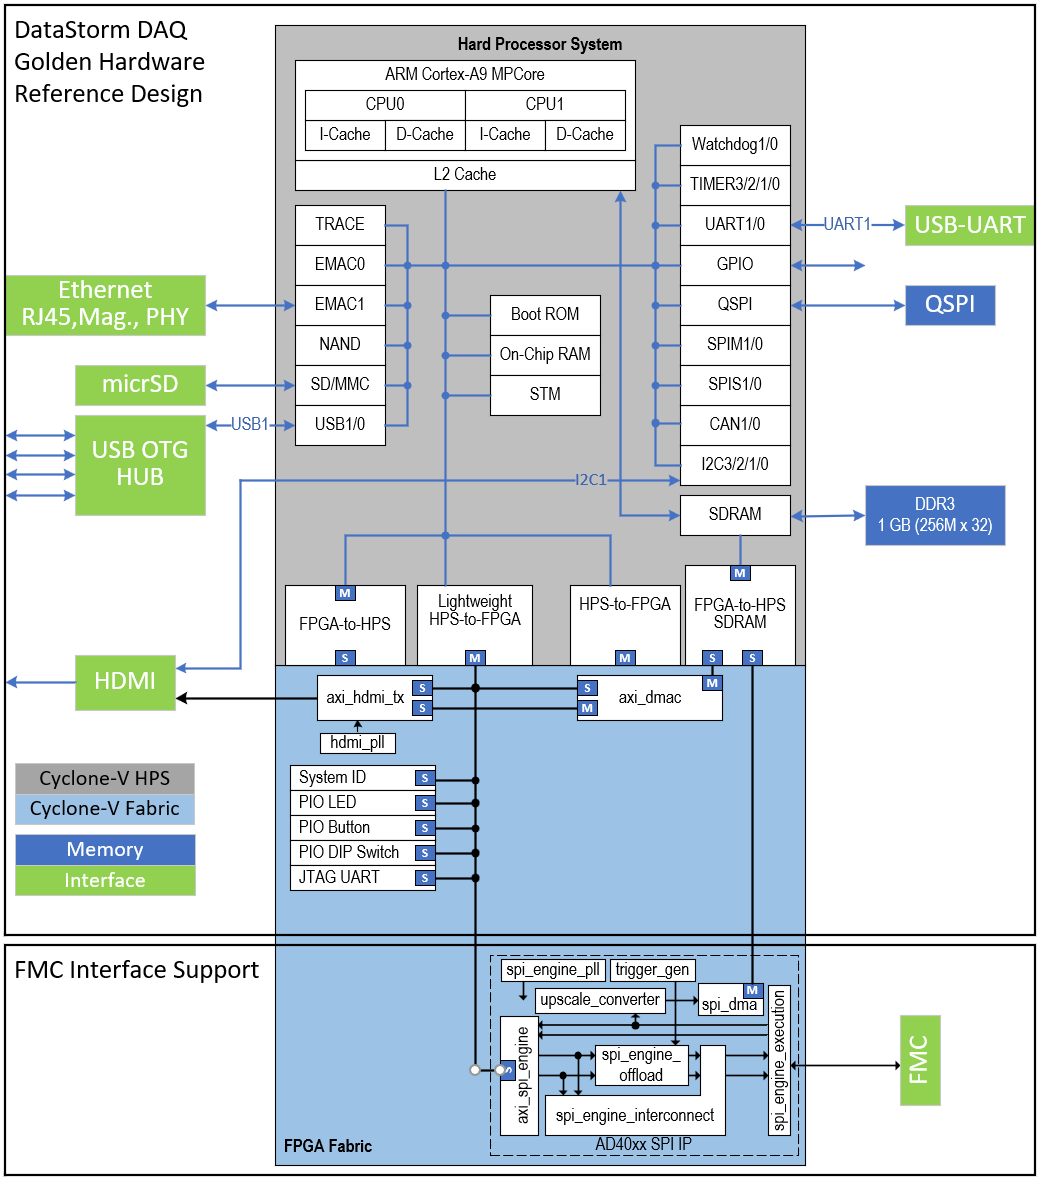 DataStorm DAQ
Golden Hardware
Reference Design
Hard Processor System
ARM Cortex-A9 MPCore
CPU0
CPU1
I-Cache
D-Cache
I-Cache
D-Cache
L2 Cache
TRACE
EMAC0
EMAC1
NAND
SD/MMC
USB1/0
Boot ROM
On-Chip RAM
STM
Watchdog1/0
TIMER3/2/1/0
UART1/0
GPIO
QSPI
SPIM1/0
SPIS1/0
CAN1/0
I2C3/2/1/0
SDRAM
UART1
USB-UART
QSPI
DDR3
1 GB (256M x 32)
Ethernet
RJ45,Mag., PHY
micrSD
USB1
USB OTG
HUB
I2C1
HDMI
M
FPGA-to-HPS
S
Lightweight
HPS-to-FPGA
M
HPS-to-FPGA
M
M
FPGA-to-HPS
SDRAM
S
S
axi_hdmi_tx
S
S
hdmi_pll
S
M
axi_dmac
M
System ID
S
PIO LED
S
PIO Button
S
PIO DIP Switch
S
JTAG UART
S
Cyclone-V HPS
Cyclone-V Fabric
Memory
Interface
FMC Interface Support
spi_engine_pll
trigger_gen
upscale_converter
M
spi_dma
S
axi_spi_engine
spi_engine_
offload
spi_engine_interconnect
spi_engine_execution
AD40xx SPI IP
FMC
FPGA Fabric